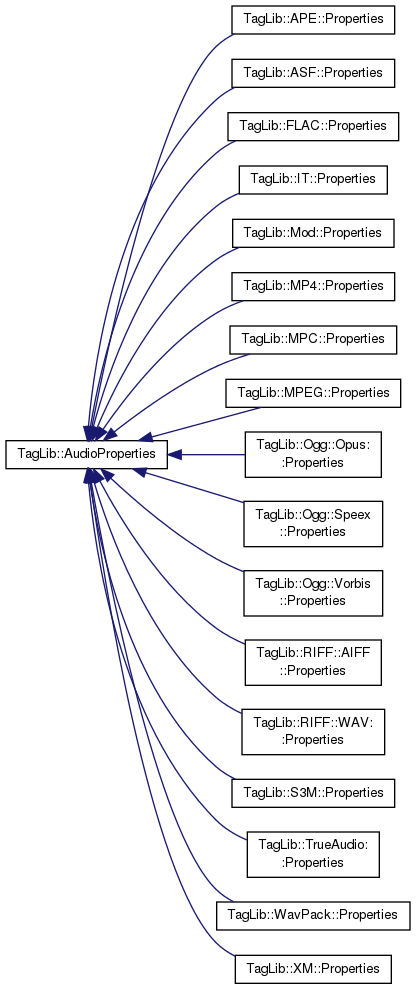 TagLib::APE::Properties
TagLib::ASF::Properties
TagLib::FLAC::Properties
TagLib::IT::Properties
TagLib::Mod::Properties
TagLib::MP4::Properties
TagLib::MPC::Properties
TagLib::MPEG::Properties
TagLib::AudioProperties
TagLib::Ogg::Opus:
:Properties
TagLib::Ogg::Speex
::Properties
TagLib::Ogg::Vorbis
::Properties
TagLib::RIFF::AIFF
::Properties
TagLib::RIFF::WAV:
:Properties
TagLib::S3M::Properties
TagLib::TrueAudio:
:Properties
TagLib::WavPack::Properties
TagLib::XM::Properties